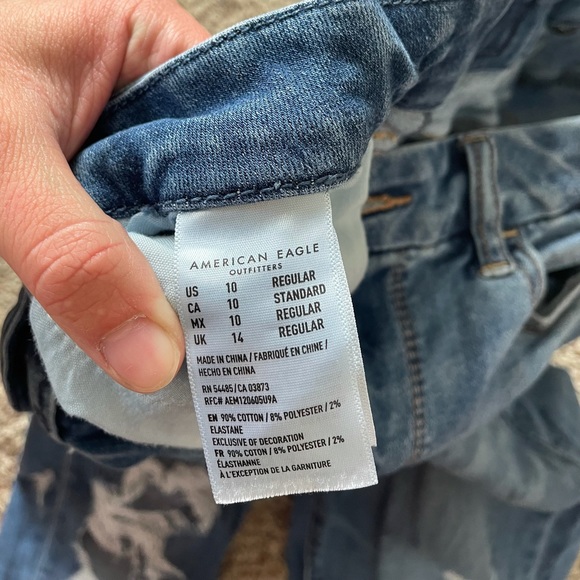 AMERICAN EAGLE
OUTFITTERS
US 10 REGULAR
CA 10 STANDARD
MX 10 REGULAR
UK 14 REGULAR
MADE IN CHINA / FABRIQUÉ EN CHINE /
HECHO EN CHINA
RN 54485/CA 03873
REF# AEM120605U9A
EN 90% COTTON / 8% POLYESTER / 2%
ELASTANE
EXCLUSIVE OF DECORATION
FR 90% COTON / 8% POLYESTER / 2%
ÉLASTHANNE
À L'EXCEPTION DE LA GARNITURE